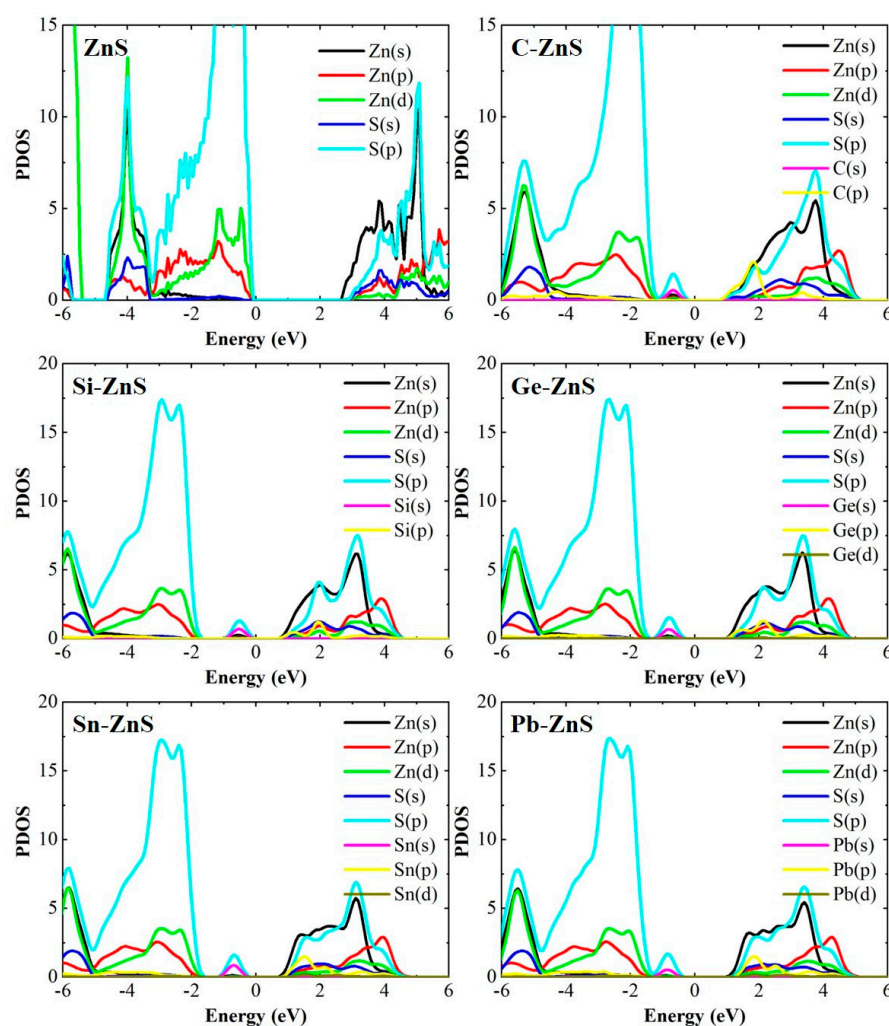 ZnS
15
10
5
0
PDOS
Zn(s)
Zn(p)
Zn(d)
S(s)
S(p)
-6 -4 -2 0 2 4 6
Energy (eV)
C-ZnS
15
10
5
0
PDOS
Zn(s)
Zn(p)
Zn(d)
S(s)
S(p)
C(s)
C(p)
-6 -4 -2 0 2 4 6
Energy (eV)
Si-ZnS
20
15
10
5
0
PDOS
Zn(s)
Zn(p)
Zn(d)
S(s)
S(p)
Si(s)
Si(p)
-6 -4 -2 0 2 4 6
Energy (eV)
Ge-ZnS
20
15
10
5
0
PDOS
Zn(s)
Zn(p)
Zn(d)
S(s)
S(p)
Ge(s)
Ge(p)
Ge(d)
-6 -4 -2 0 2 4 6
Energy (eV)
Sn-ZnS
20
15
10
5
0
PDOS
Zn(s)
Zn(p)
Zn(d)
S(s)
S(p)
Sn(s)
Sn(p)
Sn(d)
-6 -4 -2 0 2 4 6
Energy (eV)
Pb-ZnS
20
15
10
5
0
PDOS
Zn(s)
Zn(p)
Zn(d)
S(s)
S(p)
Pb(s)
Pb(p)
Pb(d)
-6 -4 -2 0 2 4 6
Energy (eV)